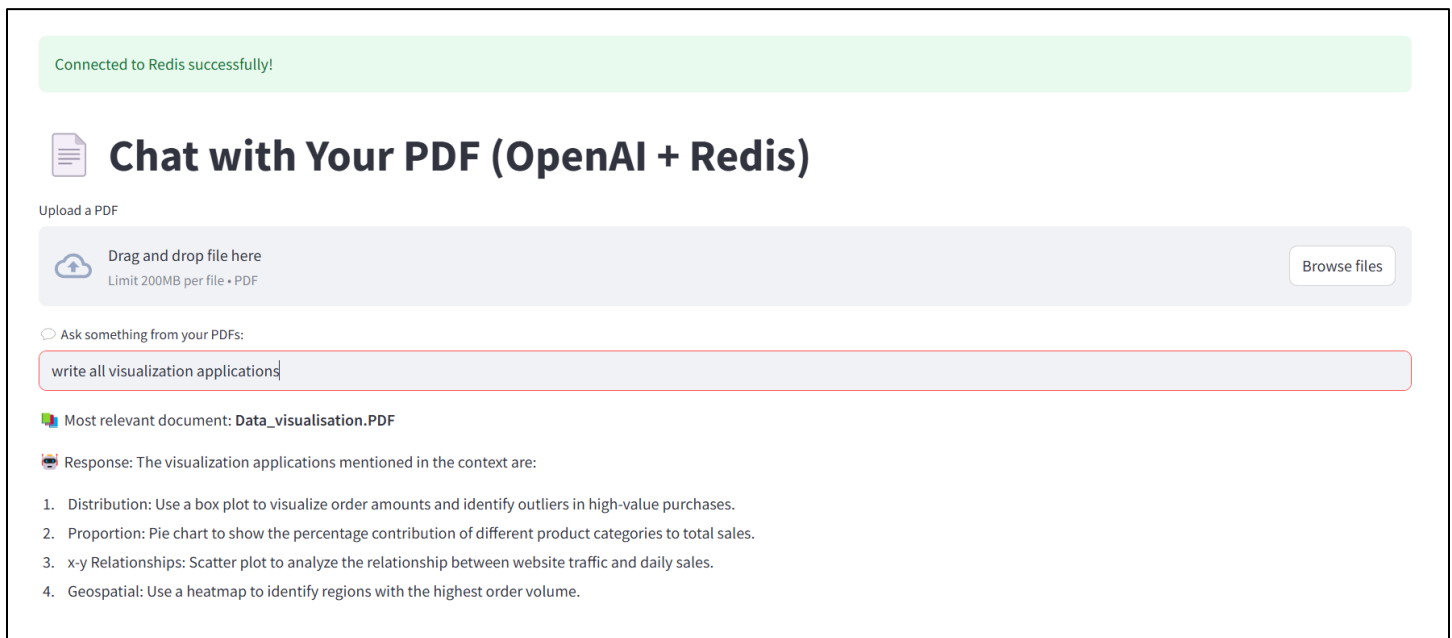 Connected to Redis successfully!
Chat with Your PDF (OpenAI + Redis)
Upload a PDF
Drag and drop file here
Limit 200MB per file • PDF
Browse files
Ask something from your PDFs:
write all visualization applications
Most relevant document: Data_visualisation.PDF
Response: The visualization applications mentioned in the context are:
1. Distribution: Use a box plot to visualize order amounts and identify outliers in high-value purchases.
2. Proportion: Pie chart to show the percentage contribution of different product categories to total sales.
3. x-y Relationships: Scatter plot to analyze the relationship between website traffic and daily sales.
4. Geospatial: Use a heatmap to identify regions with the highest order volume.